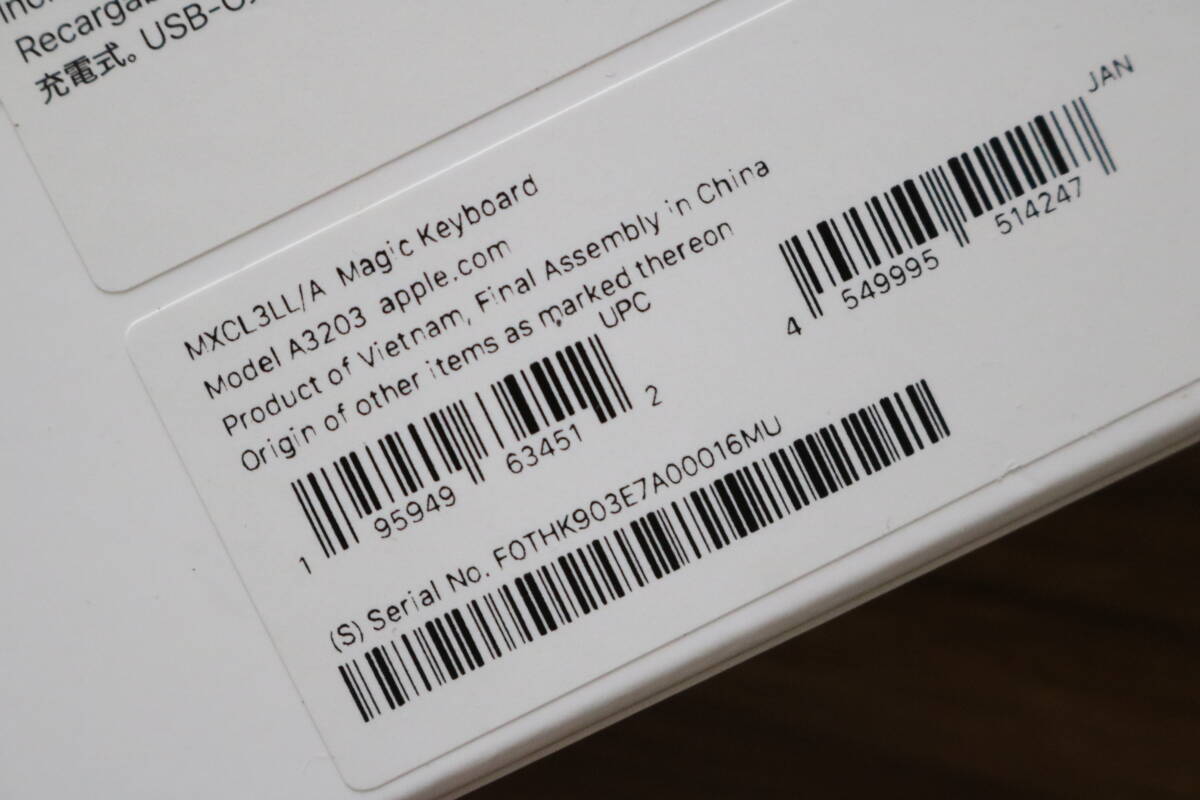 Recargab
充電式。USB-C
MXCL3LL/A Magic Keyboard
Model A3203 apple.com
Product of Vietnam, Final Assembly in China
Origin of other items as marked thereon
UPC
1 95949 63451 2
JAN
4 549995 514247
(S) Serial No. F0THK903E7A00016MU